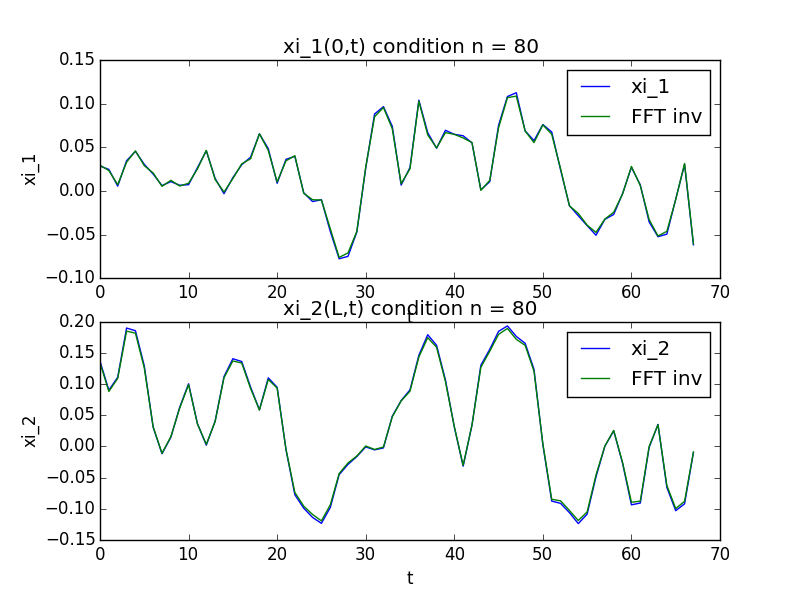 xi_1(0,t) condition n = 80
0.15
0.10
0.05
0.00
−0.05
−0.10
xi_1
xi_1
FFT inv
0 10 20 30 40 50 60 70
t
xi_2(L,t) condition n = 80
0.20
0.15
0.10
0.05
0.00
−0.05
−0.10
−0.15
xi_2
xi_2
FFT inv
0 10 20 30 40 50 60 70
t